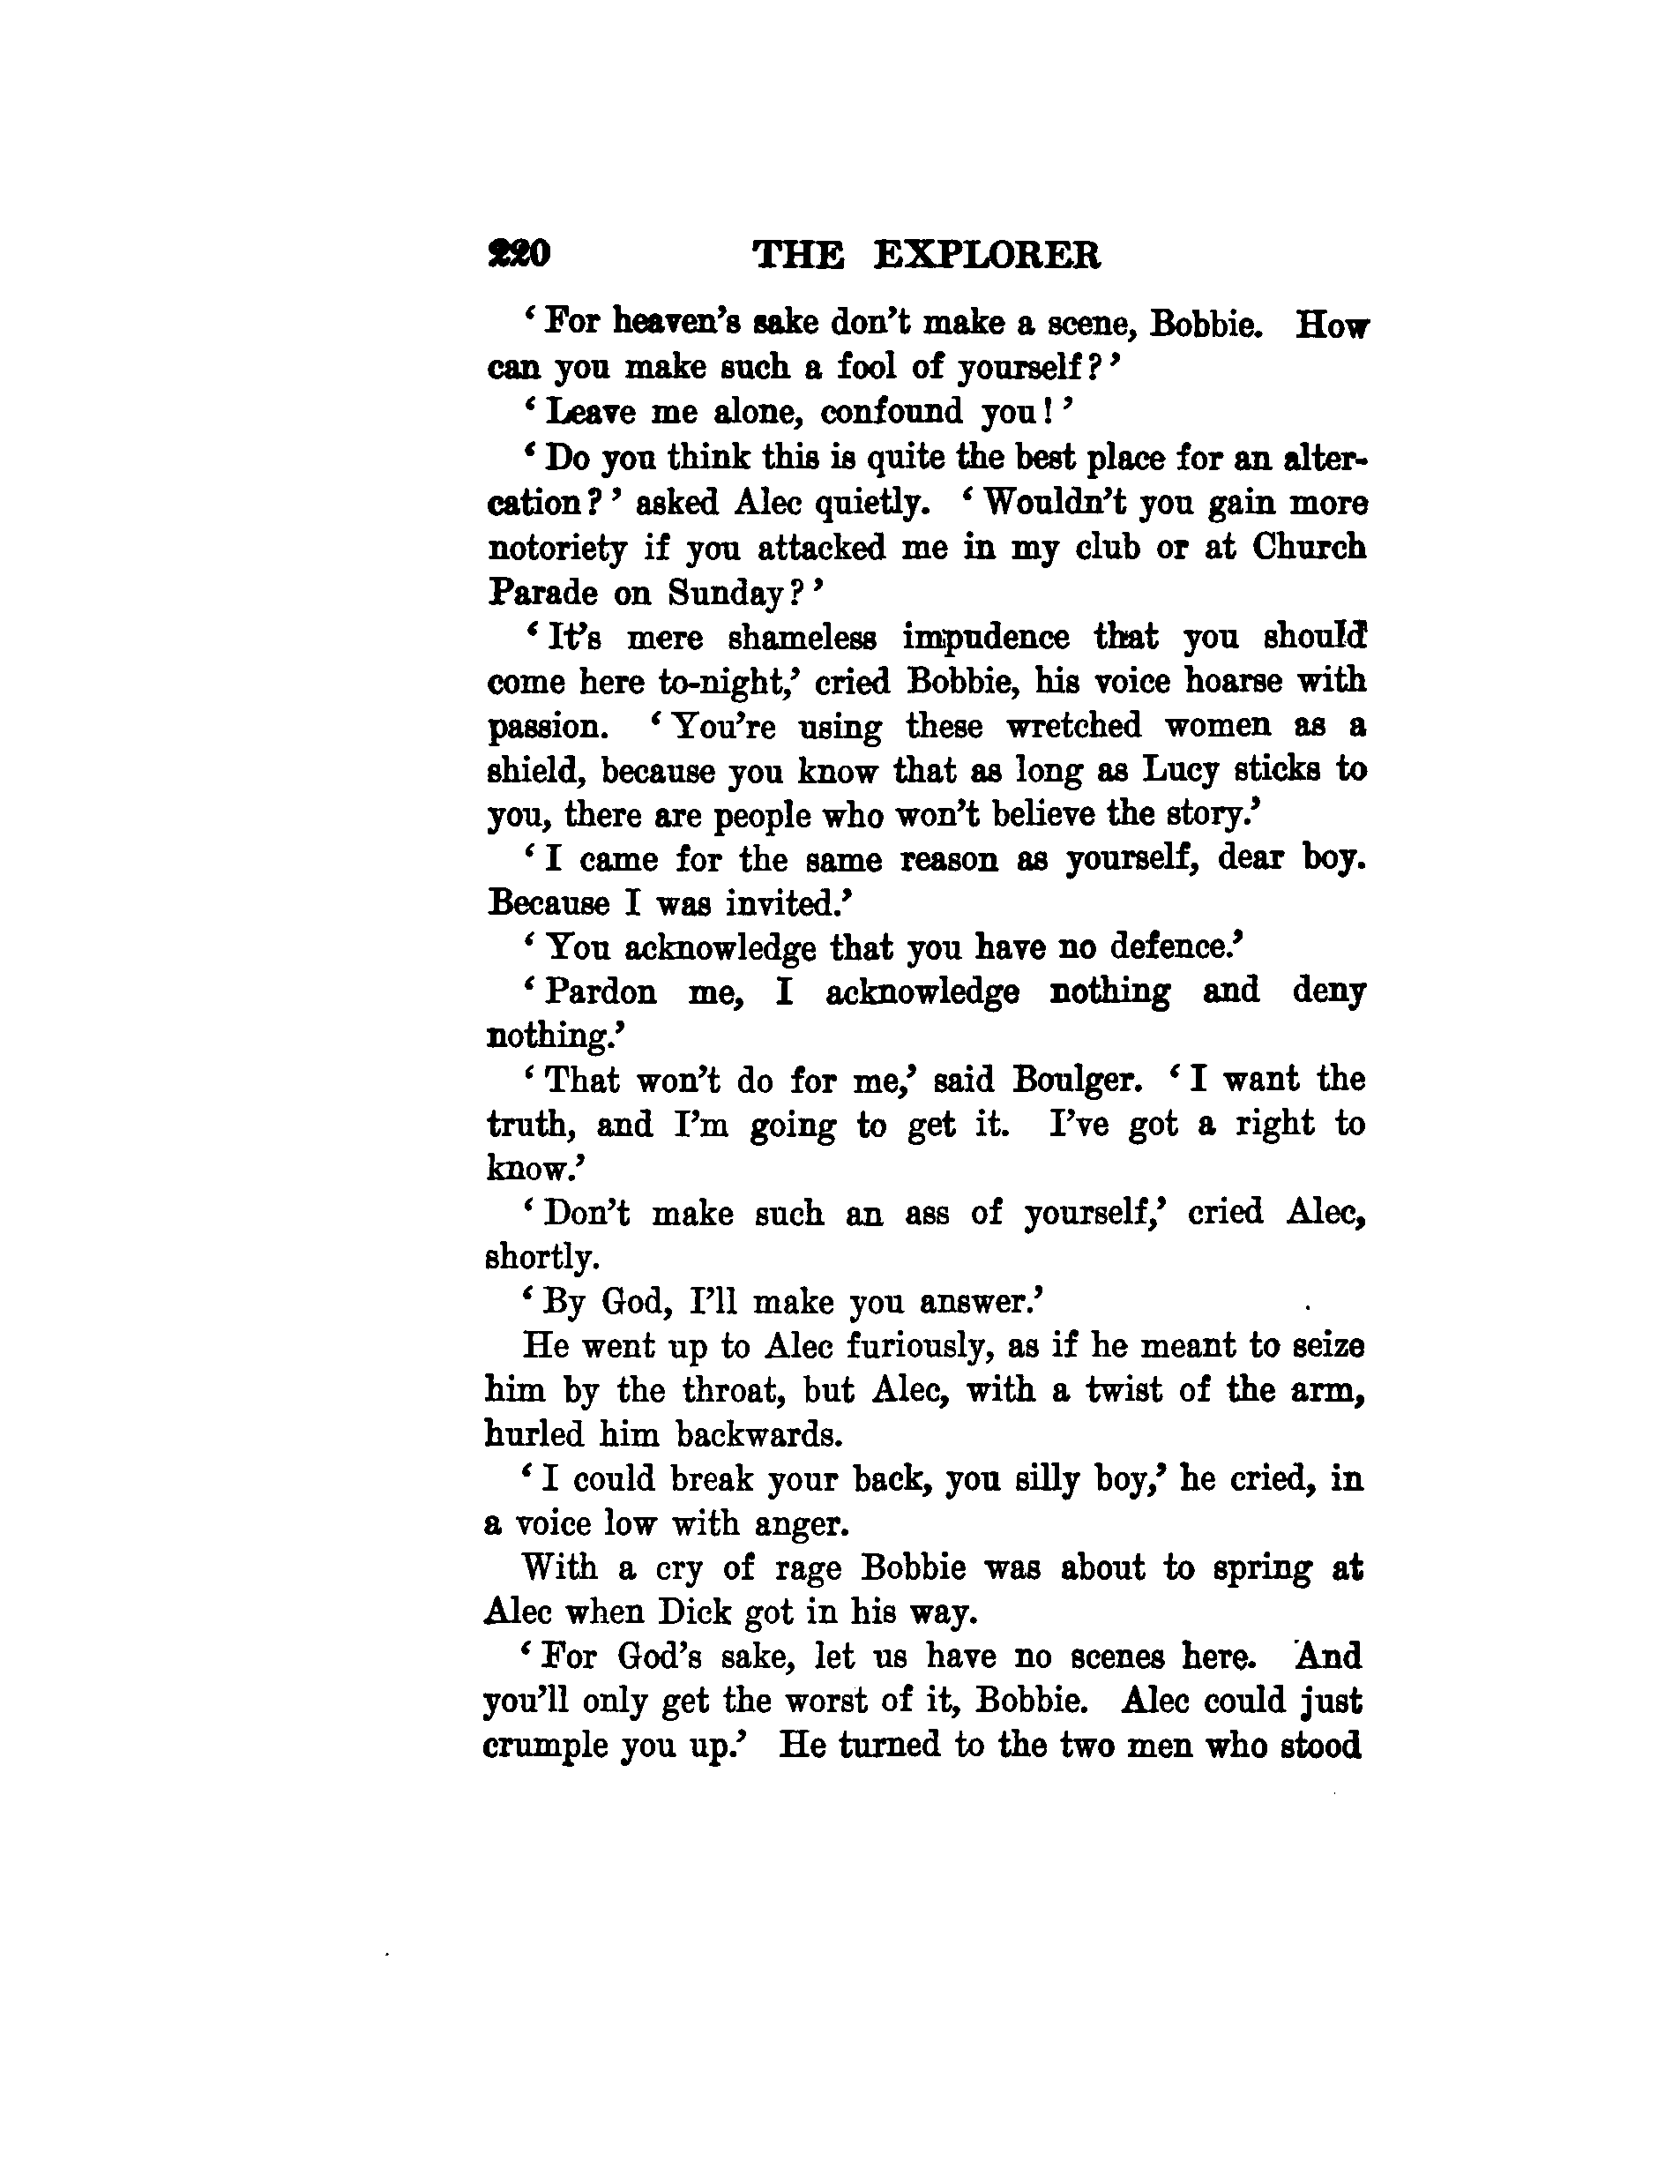 220 THE EXPLORER
‘For heaven’s sake don’t make a scene, Bobbie. How
can you make such a fool of yourself?’
‘Leave me alone, confound you!’
‘Do you think this is quite the best place for an alter-
cation?’ asked Alec quietly. ‘Wouldn’t you gain more
notoriety if you attacked me in my club or at Church
Parade on Sunday?’
‘It’s mere shameless impudence that you should
come here to-night,’ cried Bobbie, his voice hoarse with
passion. ‘You’re using these wretched women as a
shield, because you know that as long as Lucy sticks to
you, there are people who won’t believe the story.’
‘I came for the same reason as yourself, dear boy.
Because I was invited.’
‘You acknowledge that you have no defence.’
‘Pardon me, I acknowledge nothing and deny
nothing.’
‘That won’t do for me,’ said Boulger. ‘I want the
truth, and I’m going to get it. I’ve got a right to
know.’
‘Don’t make such an ass of yourself,’ cried Alec,
shortly.
‘By God, I’ll make you answer.’
He went up to Alec furiously, as if he meant to seize
him by the throat, but Alec, with a twist of the arm,
hurled him backwards.
‘I could break your back, you silly boy,’ he cried, in
a voice low with anger.
With a cry of rage Bobbie was about to spring at
Alec when Dick got in his way.
‘For God’s sake, let us have no scenes here. And
you’ll only get the worst of it, Bobbie. Alec could just
crumple you up.’ He turned to the two men who stood